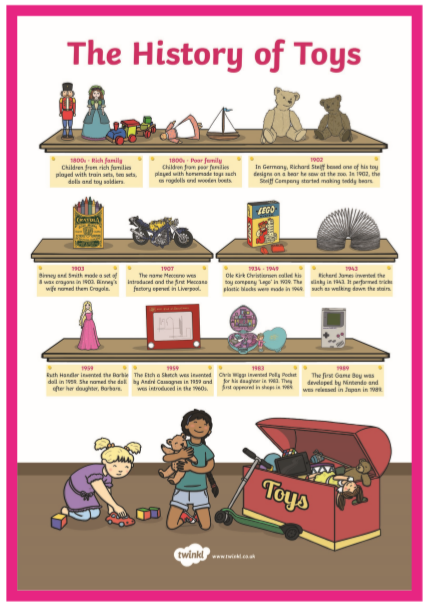 The History of Toys
1800s - Rich family
Children from rich families
played with train sets, tea sets,
dolls and toy soldiers.
1800s - Poor family
Children from poor families
played with homemade toys such
as ragdolls and wooden boats.
1902
In Germany, Richard Steiff based one of his toy
designs on a bear he saw at the zoo. In 1902, the
Steiff Company started making teddy bears.
CRAYOLA
LEGO
1903
Binney and Smith made a set of
8 wax crayons in 1903. Binney's
wife named them Crayola.
1907
The name Meccano was
introduced and the first Meccano
factory opened in Liverpool.
1934 - 1949
Ole Kirk Christiansen called his
toy 'Lego' in 1934. The
plastic blocks were made in 1949.
1943
Richard James invented the
slinky in 1943. It performed tricks
such as walking down the stairs.
1959
Ruth Handler invented the Barbie
doll in 1959. She named the doll
after her daughter, Barbara.
1959
The Etch a Sketch was invented
by André Cassagnes in 1959 and
was introduced in the 1960s.
1983
Chris Wiggs invented Polly Pocket
for his daughter in 1983. They
first appeared in shops in 1989.
1989
The first Game Boy was
developed by Nintendo and
was released in Japan in 1989.
Toys
twinkl
www.twinkl.co.uk